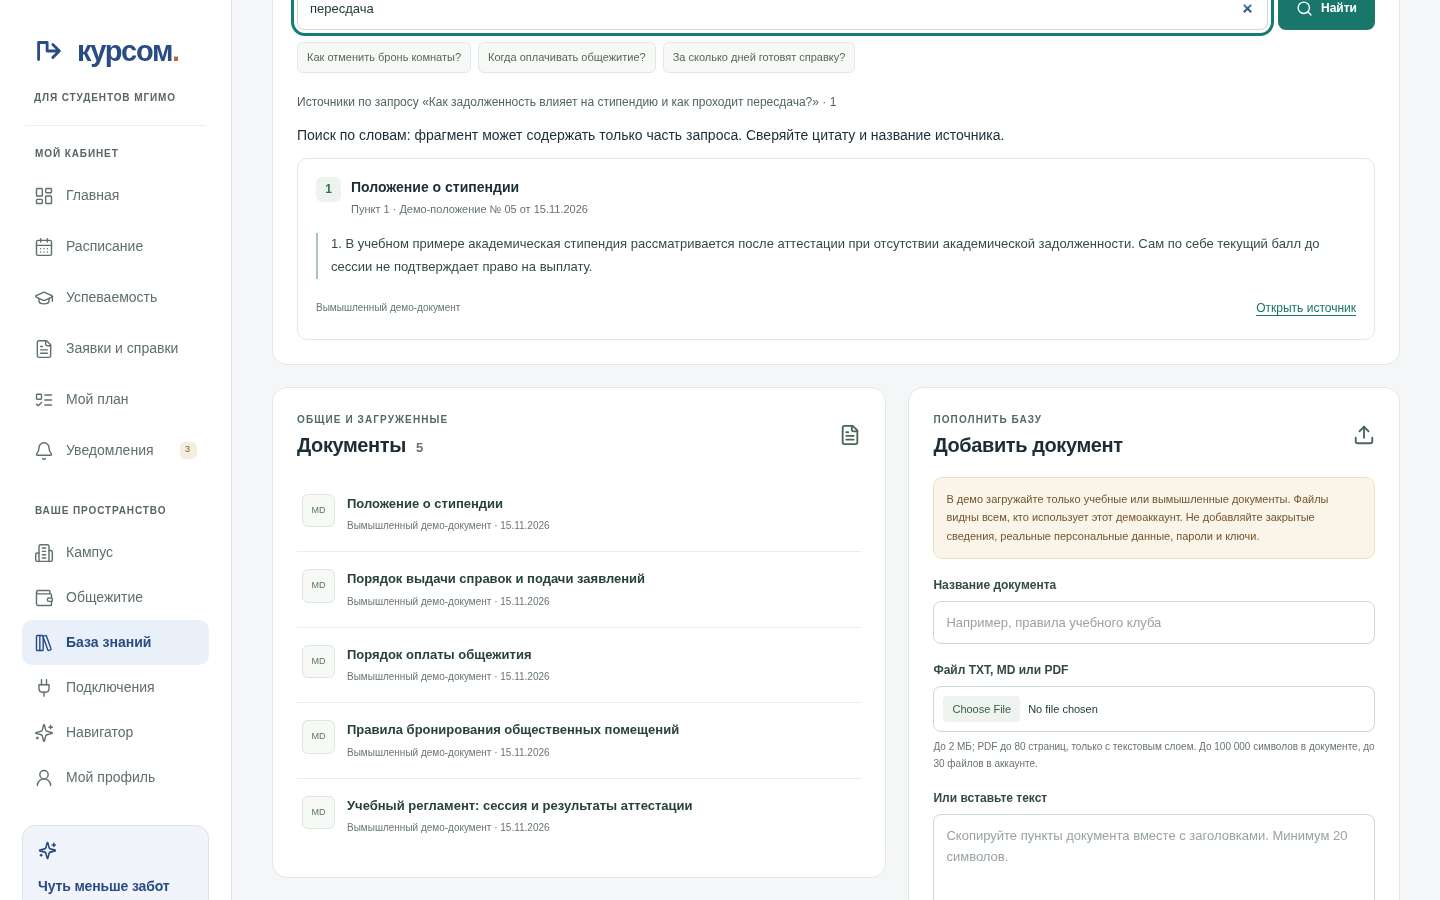 курсом.
ДЛЯ СТУДЕНТОВ МГИМО
МОЙ КАБИНЕТ
Главная
Расписание
Успеваемость
Заявки и справки
Мой план
Уведомления 3
ВАШЕ ПРОСТРАНСТВО
Кампус
Общежитие
База знаний
Подключения
Навигатор
Мой профиль
Чуть меньше забот
пересдача
Найти
Как отменить бронь комнаты? Когда оплачивать общежитие? За сколько дней готовят справку?
Источники по запросу «Как задолженность влияет на стипендию и как проходит пересдача?» · 1
Поиск по словам: фрагмент может содержать только часть запроса. Сверяйте цитату и название источника.
1 Положение о стипендии
Пункт 1 · Демо-положение № 05 от 15.11.2026
1. В учебном примере академическая стипендия рассматривается после аттестации при отсутствии академической задолженности. Сам по себе текущий балл до
сессии не подтверждает право на выплату.
Вымышленный демо-документ Открыть источник
ОБЩИЕ И ЗАГРУЖЕННЫЕ
Документы 5
MD Положение о стипендии
Вымышленный демо-документ · 15.11.2026
MD Порядок выдачи справок и подачи заявлений
Вымышленный демо-документ · 15.11.2026
MD Порядок оплаты общежития
Вымышленный демо-документ · 15.11.2026
MD Правила бронирования общественных помещений
Вымышленный демо-документ · 15.11.2026
MD Учебный регламент: сессия и результаты аттестации
Вымышленный демо-документ · 15.11.2026
ПОПОЛНИТЬ БАЗУ
Добавить документ
В демо загружайте только учебные или вымышленные документы. Файлы
видны всем, кто использует этот демоаккаунт. Не добавляйте закрытые
сведения, реальные персональные данные, пароли и ключи.
Название документа
Например, правила учебного клуба
Файл TXT, MD или PDF
Choose File No file chosen
До 2 МБ; PDF до 80 страниц, только с текстовым слоем. До 100 000 символов в документе, до
30 файлов в аккаунте.
Или вставьте текст
Скопируйте пункты документа вместе с заголовками. Минимум 20
символов.